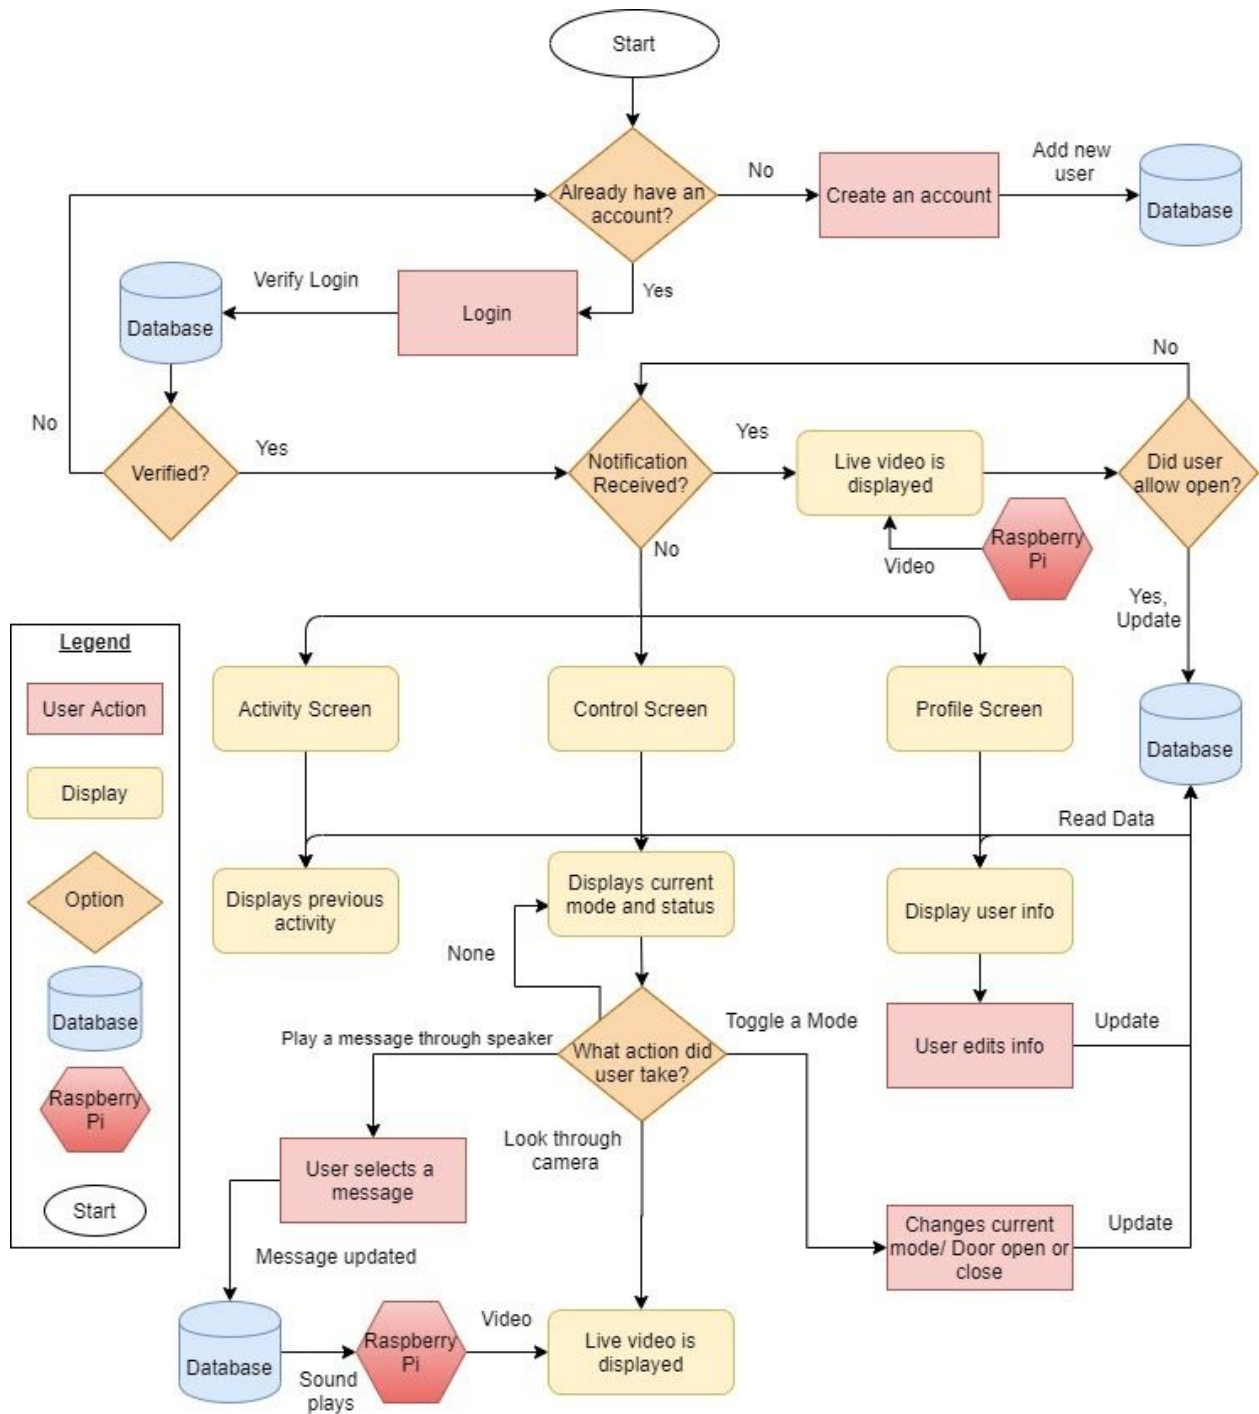 Start
Already have an
account?
No
Create an account
Add new
user
Database
Yes
Login
Verify Login
Database
No
Verified?
Yes
Notification
Received?
Yes
Live video is
displayed
No
Did user
allow open?
Raspberry
Pi
Video
No
Yes,
Update
Legend
User Action
Display
Option
Database
Raspberry
Pi
Start
Activity Screen
Control Screen
Profile Screen
Database
Read Data
Displays previous
activity
Displays current
mode and status
Display user info
None
Play a message through speaker
What action did
user take?
Toggle a Mode
User edits info
Update
Look through
camera
User selects a
message
Changes current
mode/ Door open or
close
Update
Message updated
Database
Sound
plays
Raspberry
Pi
Video
Live video is
displayed